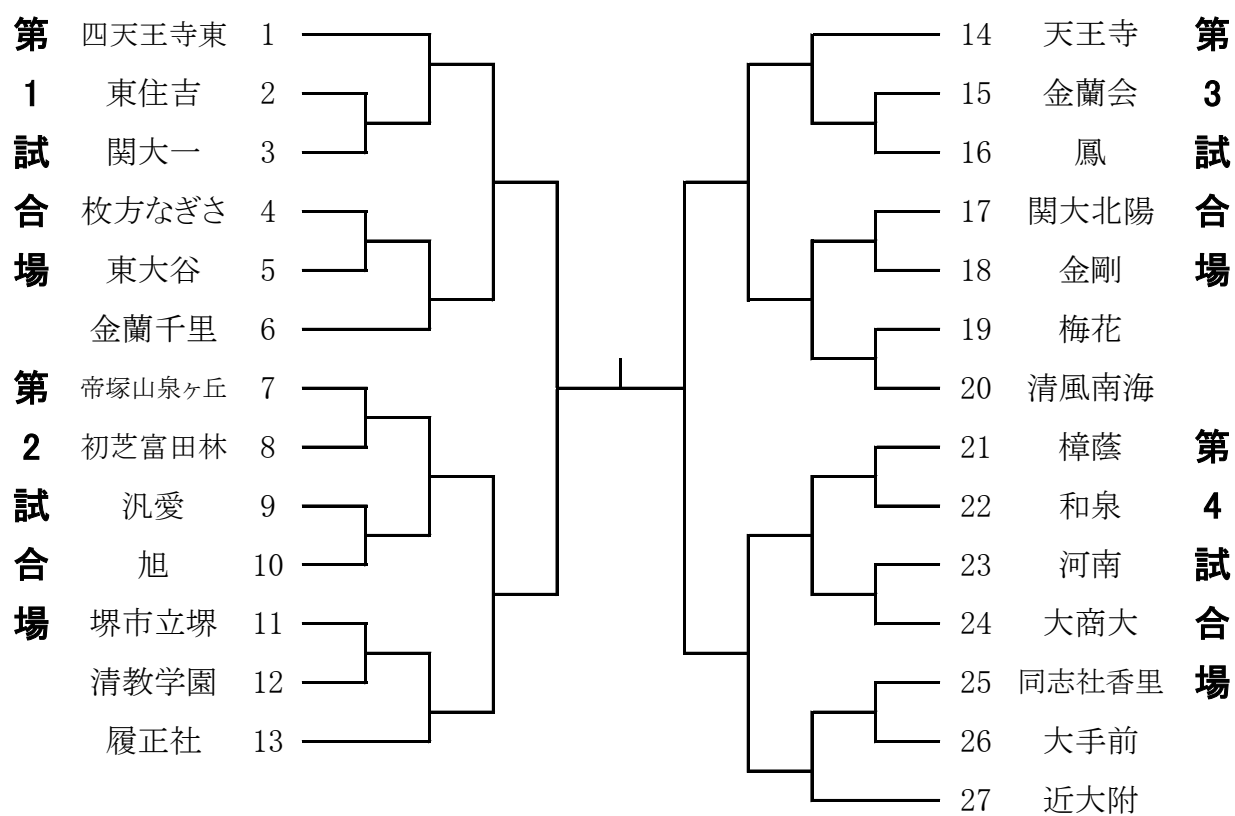 第1試合場
四天王寺東 1
東住吉 2
関大一 3
枚方なぎさ 4
東大谷 5
金蘭千里 6
第2試合場
帝塚山泉ヶ丘 7
初芝富田林 8
汎愛 9
旭 10
堺市立堺 11
清教学園 12
履正社 13
第3試合場
14 天王寺
15 金蘭会
16 鳳
17 関大北陽
18 金剛
19 梅花
20 清風南海
第4試合場
21 樟蔭
22 和泉
23 河南
24 大商大
25 同志社香里
26 大手前
27 近大附